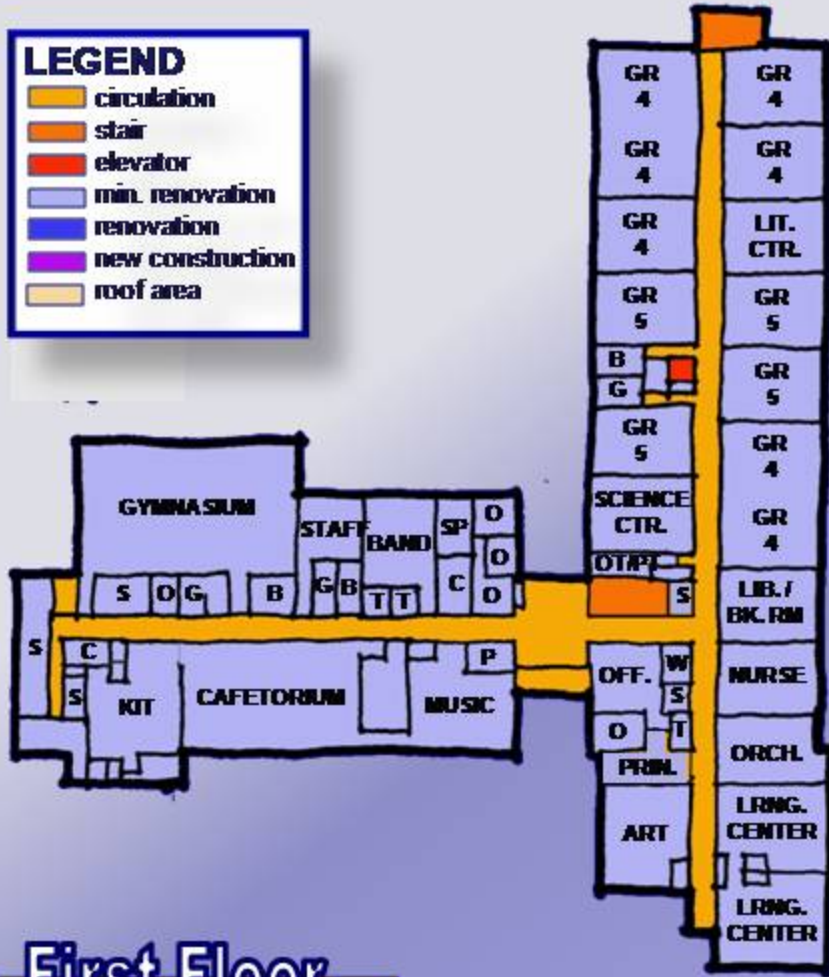 LEGEND
circulation
stair
elevator
min. renovation
renovation
new construction
roof area
GR
4
GR
4
GR
4
GR
4
GR
4
LIT.
CTR.
GR
5
GR
5
B
G
GR
5
GR
5
GR
4
SCIENCE
CTR.
GR
4
OT/PT
S
LIB./
BK. RM
GYMNASIUM
STAFF
BAND
SP
O
O
O
C
S
O
G
B
G
B
T
T
S
C
S
KIT
CAFETORIUM
MUSIC
P
OFF.
W
S
T
O
PRIN.
NURSE
ORCH.
ART
LRNG.
CENTER
LRNG.
CENTER
First Floor